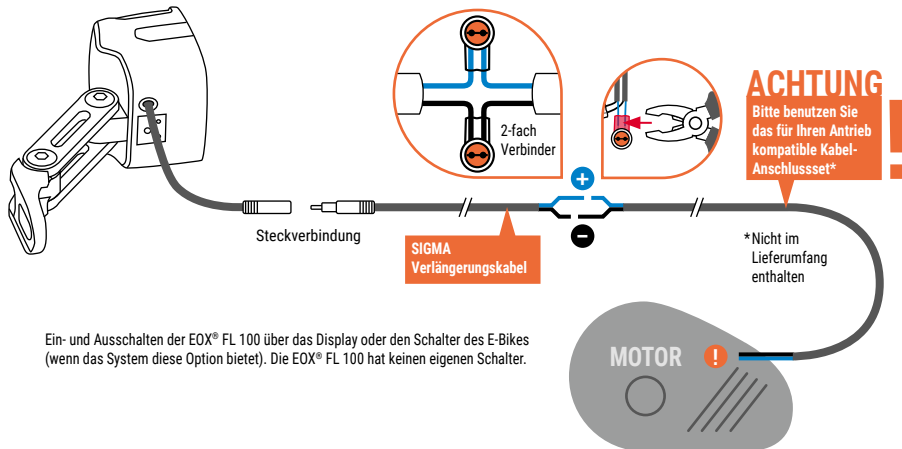 2-fach
Verbinder
ACHTUNG
!
Bitte benutzen Sie
das für Ihren Antrieb
kompatible Kabel-
Anschlussset*
+
−
Steckverbindung
SIGMA
Verlängerungskabel
*Nicht im
Lieferumfang
enthalten
Ein- und Ausschalten der EOX® FL 100 über das Display oder den Schalter des E-Bikes
(wenn das System diese Option bietet). Die EOX® FL 100 hat keinen eigenen Schalter.
MOTOR !